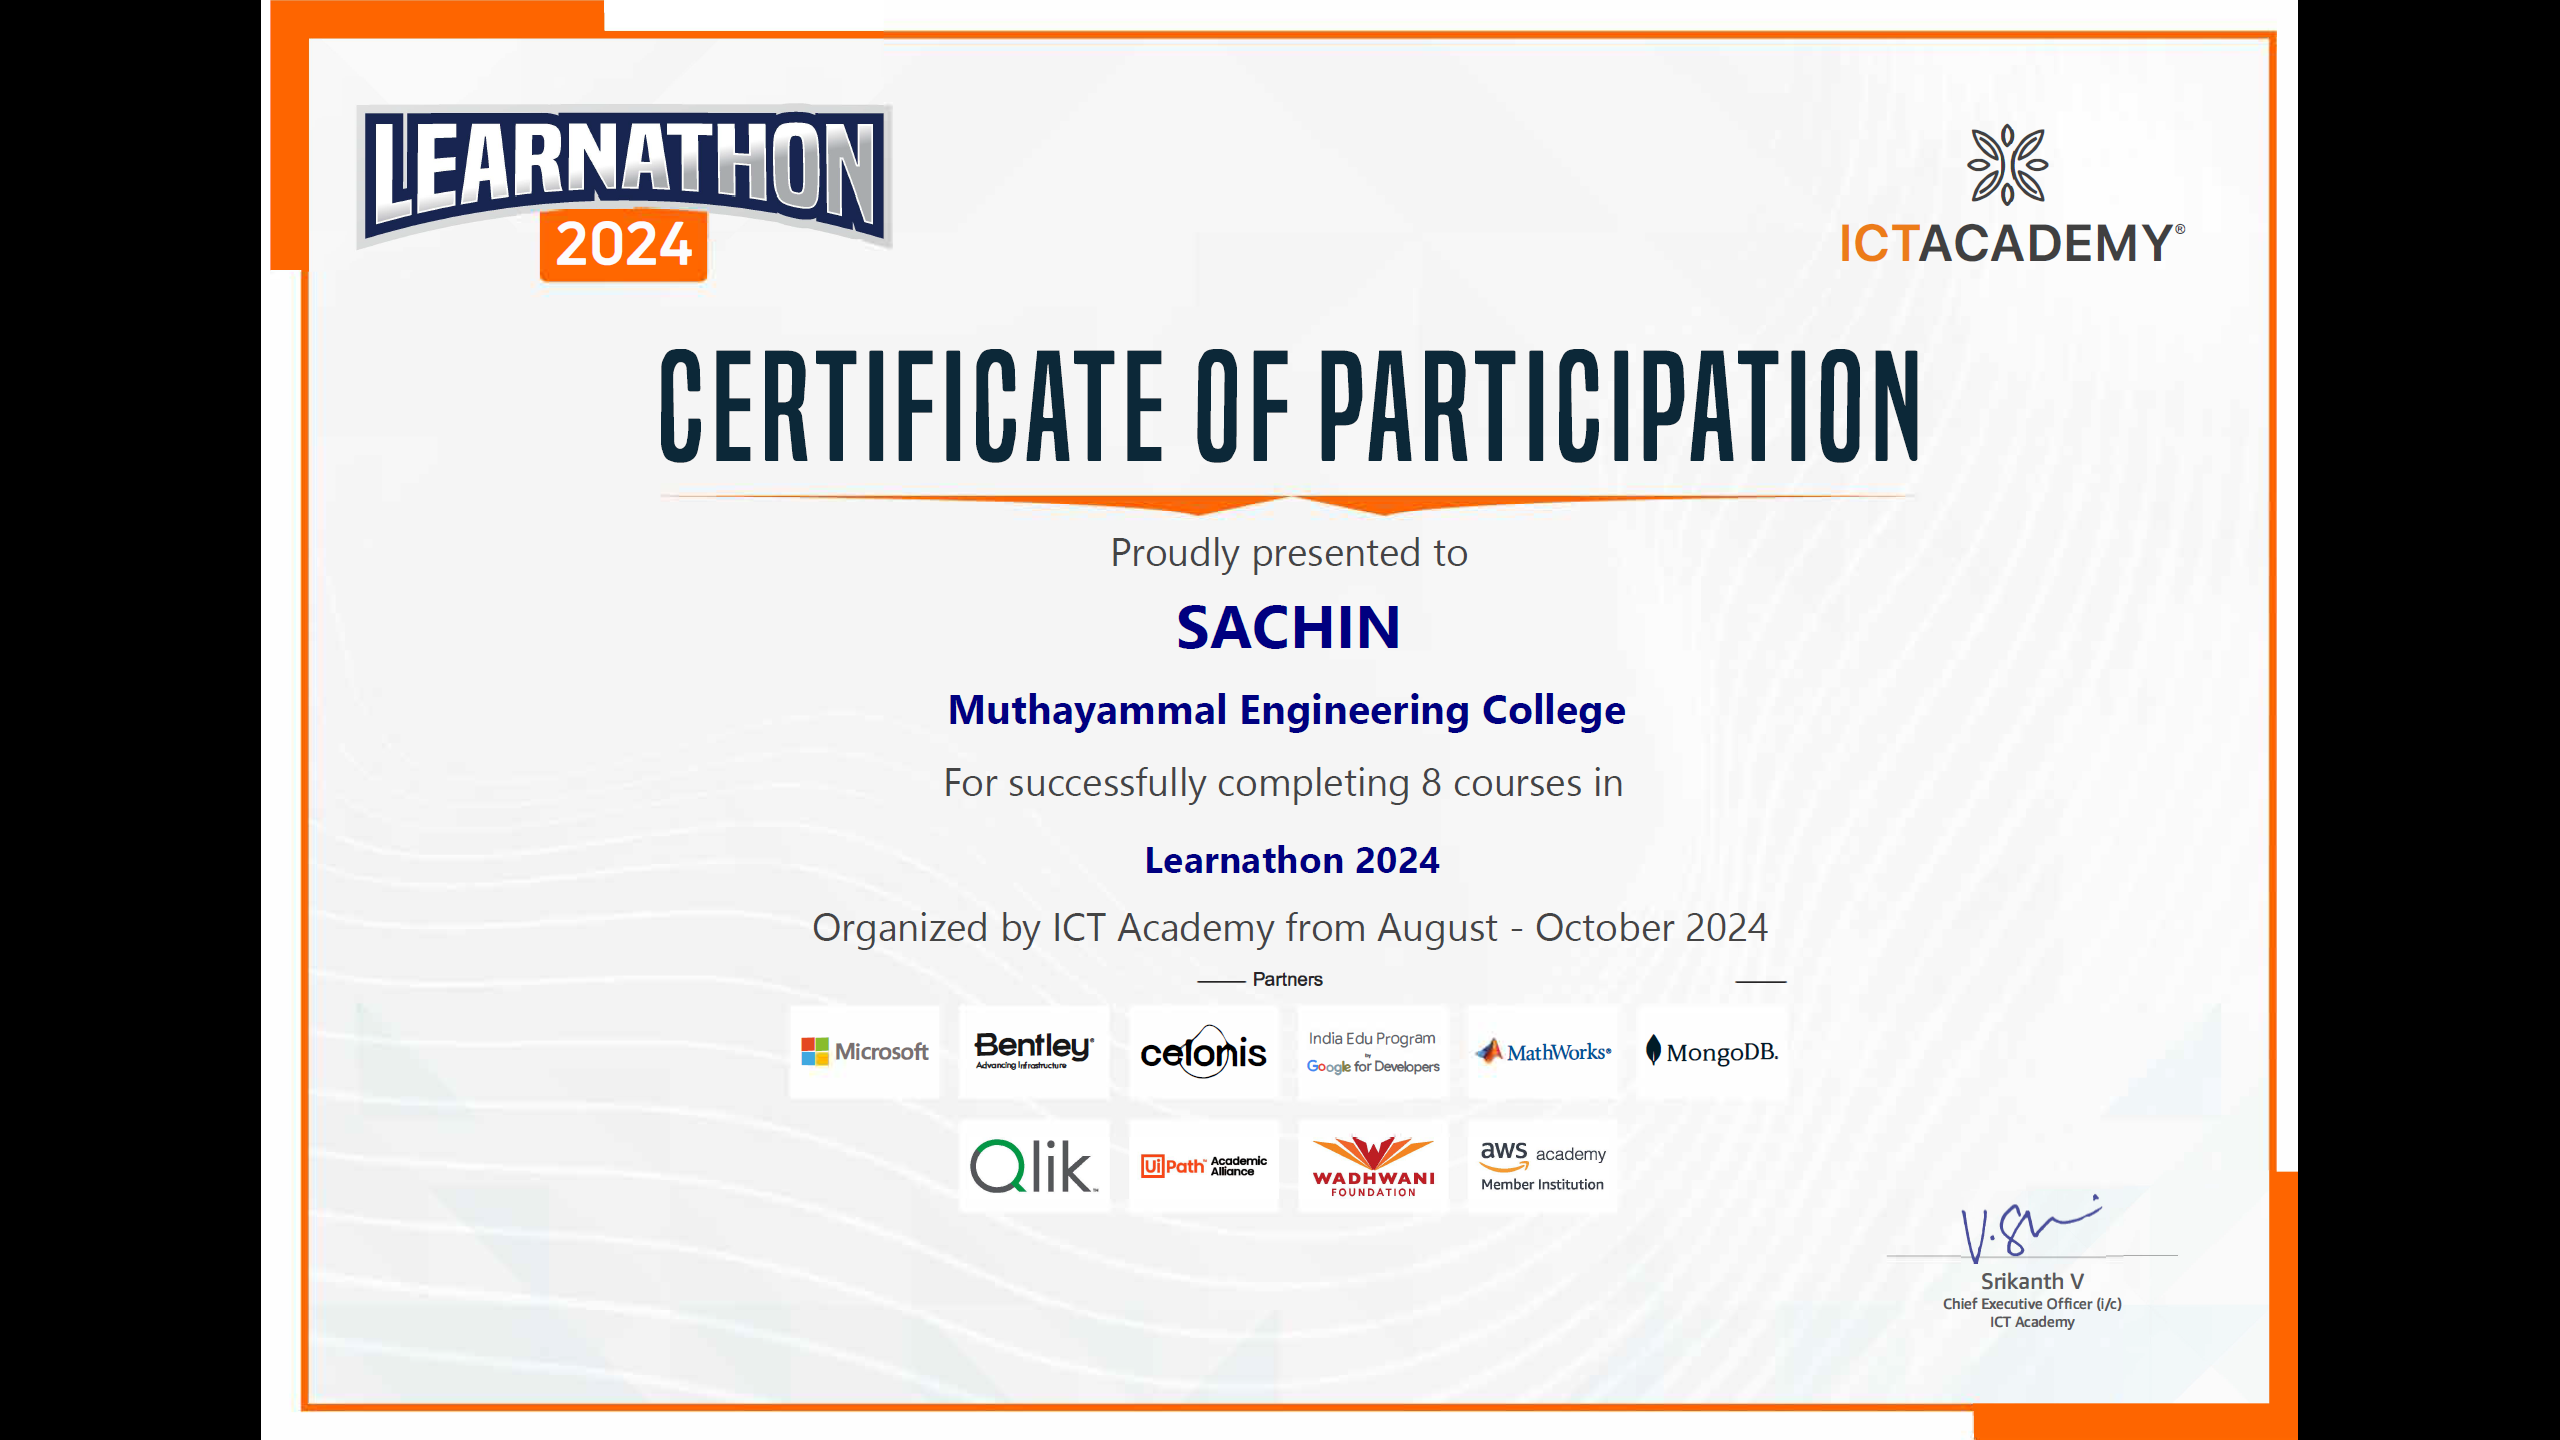 LEARNATHON
2024
ICTACADEMY®
CERTIFICATE OF PARTICIPATION
Proudly presented to
SACHIN
Muthayammal Engineering College
For successfully completing 8 courses in
Learnathon 2024
Organized by ICT Academy from August - October 2024
Partners
Microsoft
Bentley®
Advancing Infrastructure
celonis
India Edu Program
by
Google for Developers
MathWorks®
MongoDB.
Qlik™
UiPath™ Academic
Alliance
WADHWANI
FOUNDATION
aws academy
Member Institution
V.Sri
Srikanth V
Chief Executive Officer (i/c)
ICT Academy